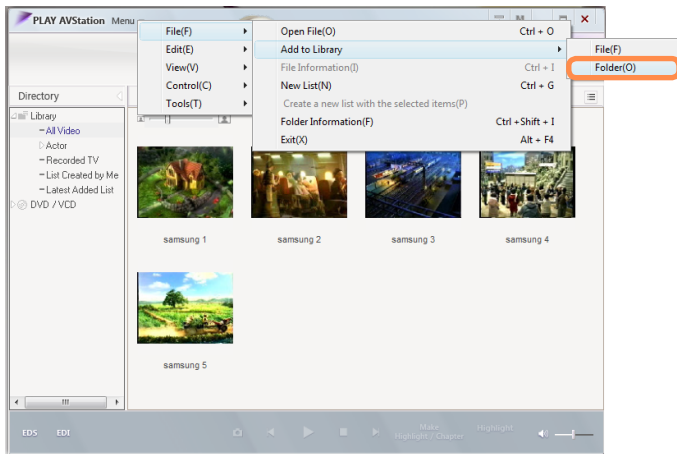 PLAY AVStation Menu
File(F)
Edit(E)
View(V)
Control(C)
Tools(T)
Open File(O) Ctrl + O
Add to Library
File Information(I) Ctrl + I
New List(N) Ctrl + G
Create a new list with the selected items(P)
Folder Information(F) Ctrl +Shift + I
Exit(X) Alt + F4
File(F)
Folder(O)
Directory
Library
All Video
Actor
Recorded TV
List Created by Me
Latest Added List
DVD / VCD
samsung 1
samsung 2
samsung 3
samsung 4
samsung 5
EDS EDI
Make
Highlight / Chapter
Highlight